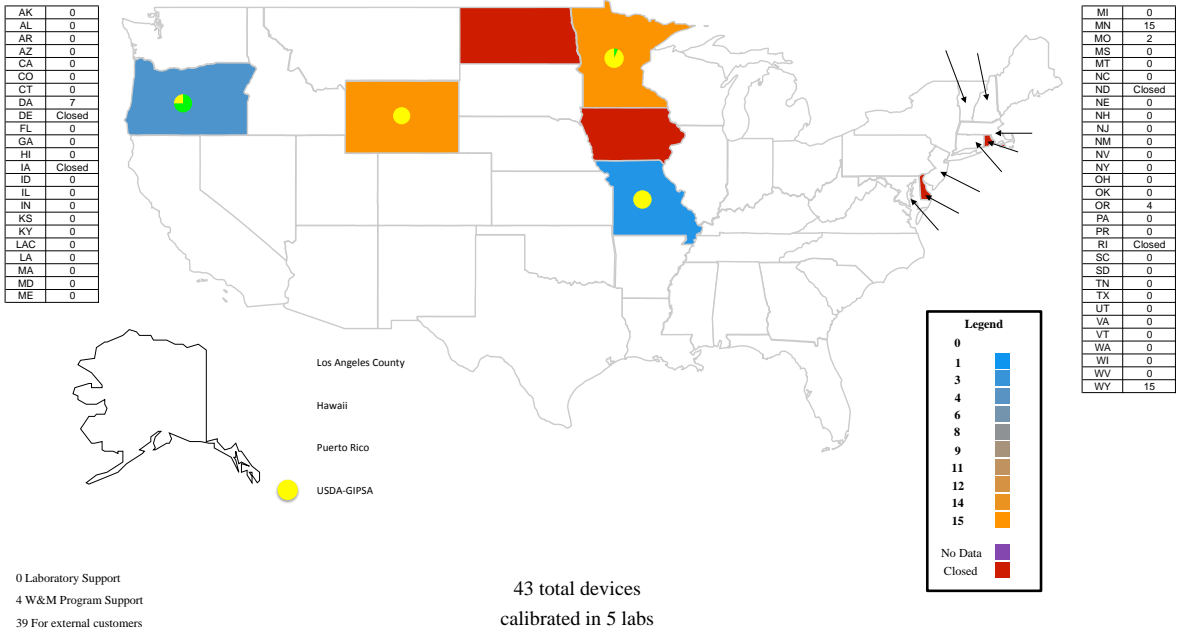 AK 0
AL 0
AR 0
AZ 0
CA 0
CO 0
CT 0
DA 7
DE Closed
FL 0
GA 0
HI 0
IA Closed
ID 0
IL 0
IN 0
KS 0
KY 0
LAC 0
LA 0
MA 0
MD 0
ME 0
MI 0
MN 15
MO 2
MS 0
MT 0
NC 0
ND Closed
NE 0
NH 0
NJ 0
NM 0
NV 0
NY 0
OH 0
OK 0
OR 4
PA 0
PR 0
RI Closed
SC 0
SD 0
TN 0
TX 0
UT 0
VA 0
VT 0
WA 0
WI 0
WV 0
WY 15
Los Angeles County
Hawaii
Puerto Rico
USDA-GIPSA
Legend
0
1
3
4
6
8
9
11
12
14
15
No Data
Closed
0 Laboratory Support
4 W&M Program Support
39 For external customers
43 total devices
calibrated in 5 labs